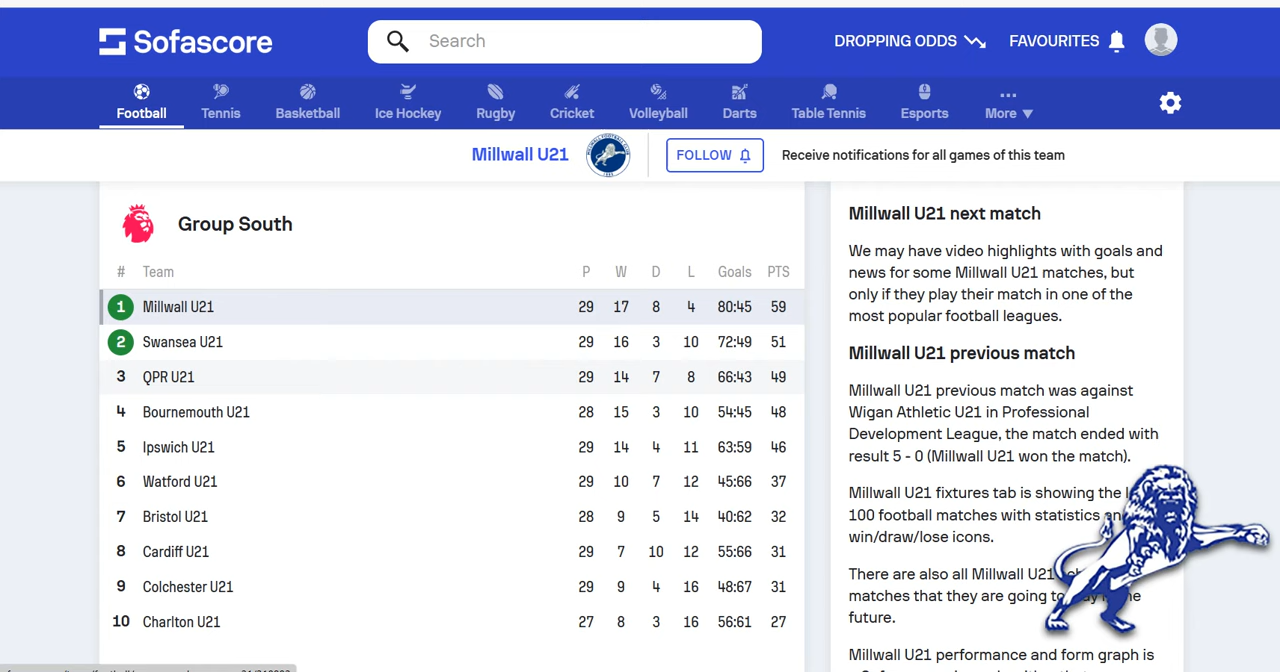 Sofascore
Search
DROPPING ODDS
FAVOURITES
Football
Tennis
Basketball
Ice Hockey
Rugby
Cricket
Volleyball
Darts
Table Tennis
Esports
More
Millwall U21
FOLLOW
Receive notifications for all games of this team
Group South
# Team P W D L Goals PTS
1 Millwall U21 29 17 8 4 80:45 59
2 Swansea U21 29 16 3 10 72:49 51
3 QPR U21 29 14 7 8 66:43 49
4 Bournemouth U21 28 15 3 10 54:45 48
5 Ipswich U21 29 14 4 11 63:59 46
6 Watford U21 29 10 7 12 45:66 37
7 Bristol U21 28 9 5 14 40:62 32
8 Cardiff U21 29 7 10 12 55:66 31
9 Colchester U21 29 9 4 16 48:67 31
10 Charlton U21 27 8 3 16 56:61 27
Millwall U21 next match
We may have video highlights with goals and
news for some Millwall U21 matches, but
only if they play their match in one of the
most popular football leagues.
Millwall U21 previous match
Millwall U21 previous match was against
Wigan Athletic U21 in Professional
Development League, the match ended with
result 5 - 0 (Millwall U21 won the match).
Millwall U21 fixtures tab is showing the
100 football matches with statistics
win/draw/lose icons.
There are also all Millwall U21
matches that they are going to
future.
Millwall U21 performance and form graph is